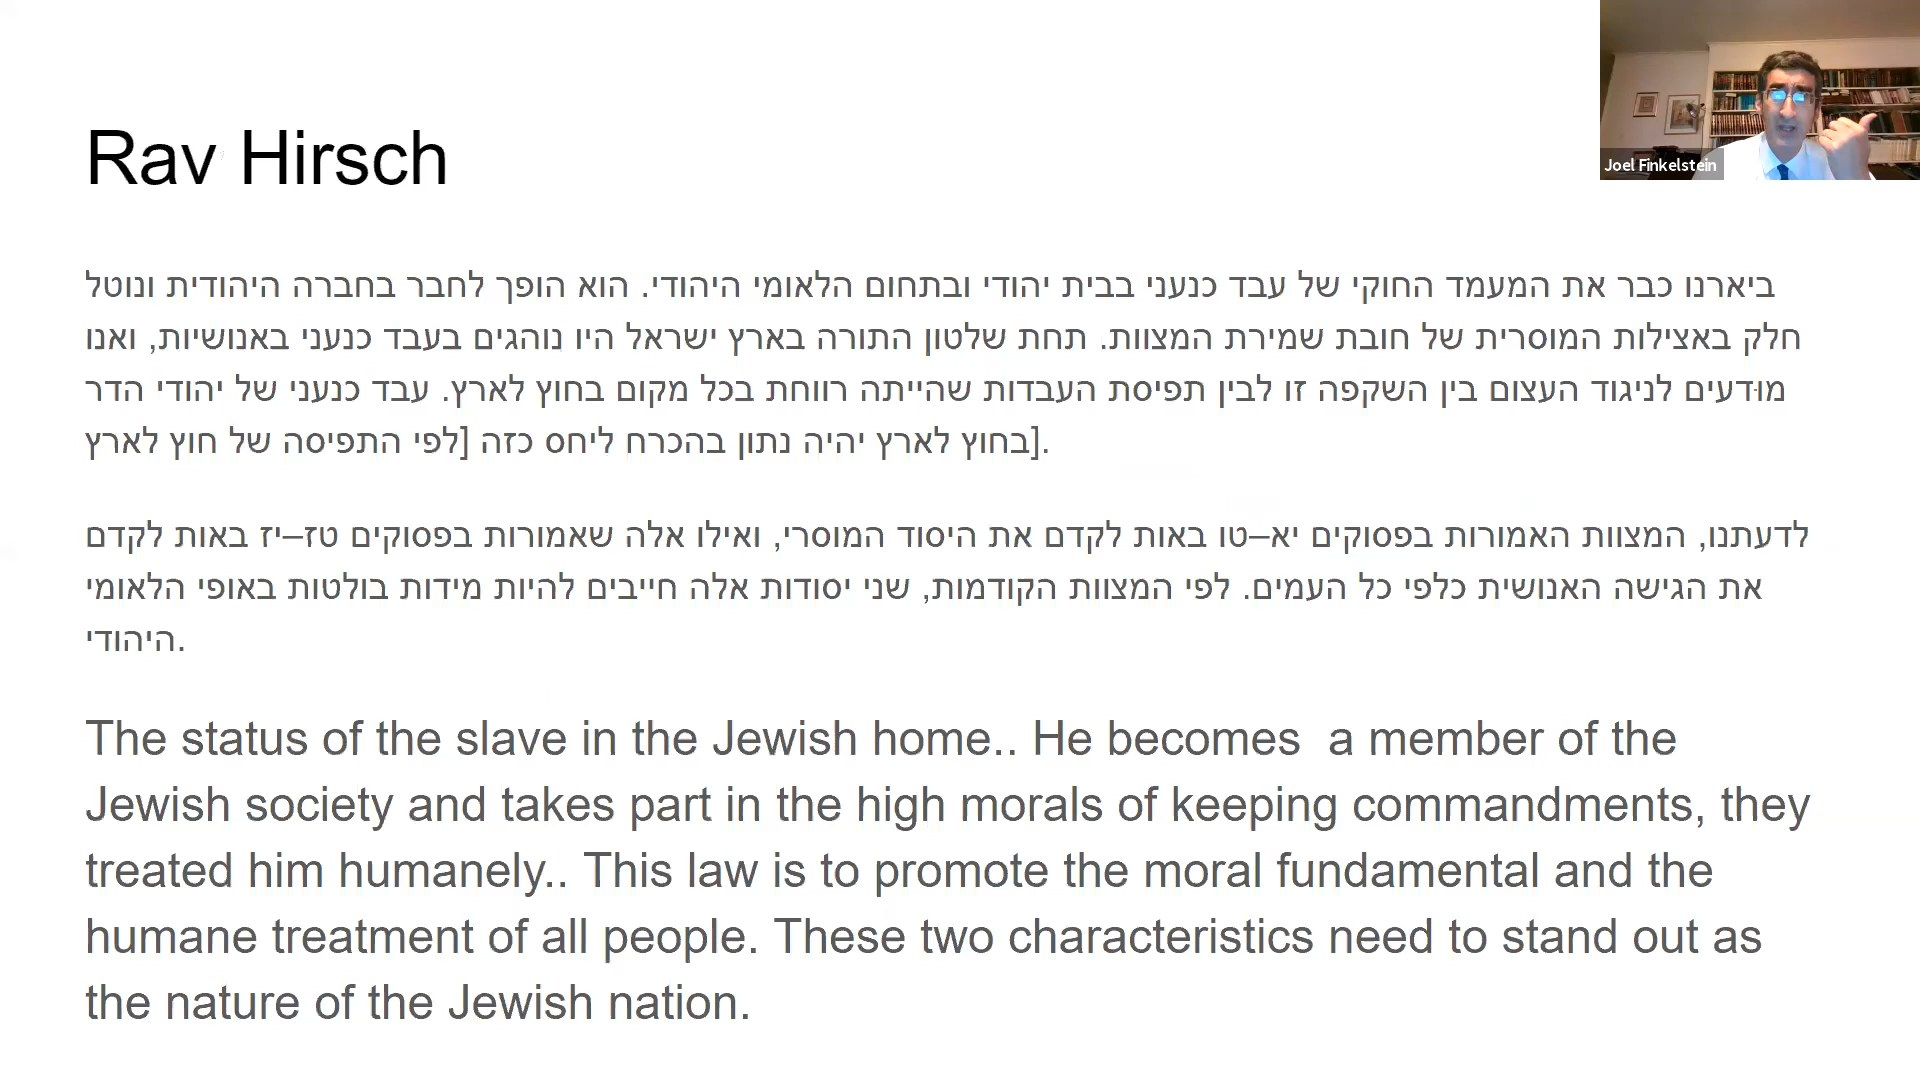 Rav Hirsch
Joel Finkelstein
ביארנו כבר את המעמד החוקי של עבד כנעני בבית יהודי ובתחום הלאומי היהודי. הוא הופך לחבר בחברה היהודית ונוטל
חלק באצילות המוסרית של חובת שמירת המצוות. תחת שלטון התורה בארץ ישראל היו נוהגים בעבד כנעני באנושיות, ואנו
מוּדעים לניגוד העצום בין השקפה זו לבין תפיסת העבדות שהייתה רווחת בכל מקום בחוץ לארץ. עבד כנעני של יהודי הדר
בחוץ לארץ יהיה נתון בהכרח ליחס כזה [לפי התפיסה של חוץ לארץ].
לדעתנו, המצוות האמורות בפסוקים יא–טו באות לקדם את היסוד המוסרי, ואילו אלה שאמורות בפסוקים טז–יז באות לקדם
את הגישה האנושית כלפי כל העמים. לפי המצוות הקודמות, שני יסודות אלה חייבים להיות מידות בולטות באופי הלאומי
היהודי.
The status of the slave in the Jewish home.. He becomes  a member of the
Jewish society and takes part in the high morals of keeping commandments, they
treated him humanely.. This law is to promote the moral fundamental and the
humane treatment of all people. These two characteristics need to stand out as
the nature of the Jewish nation.